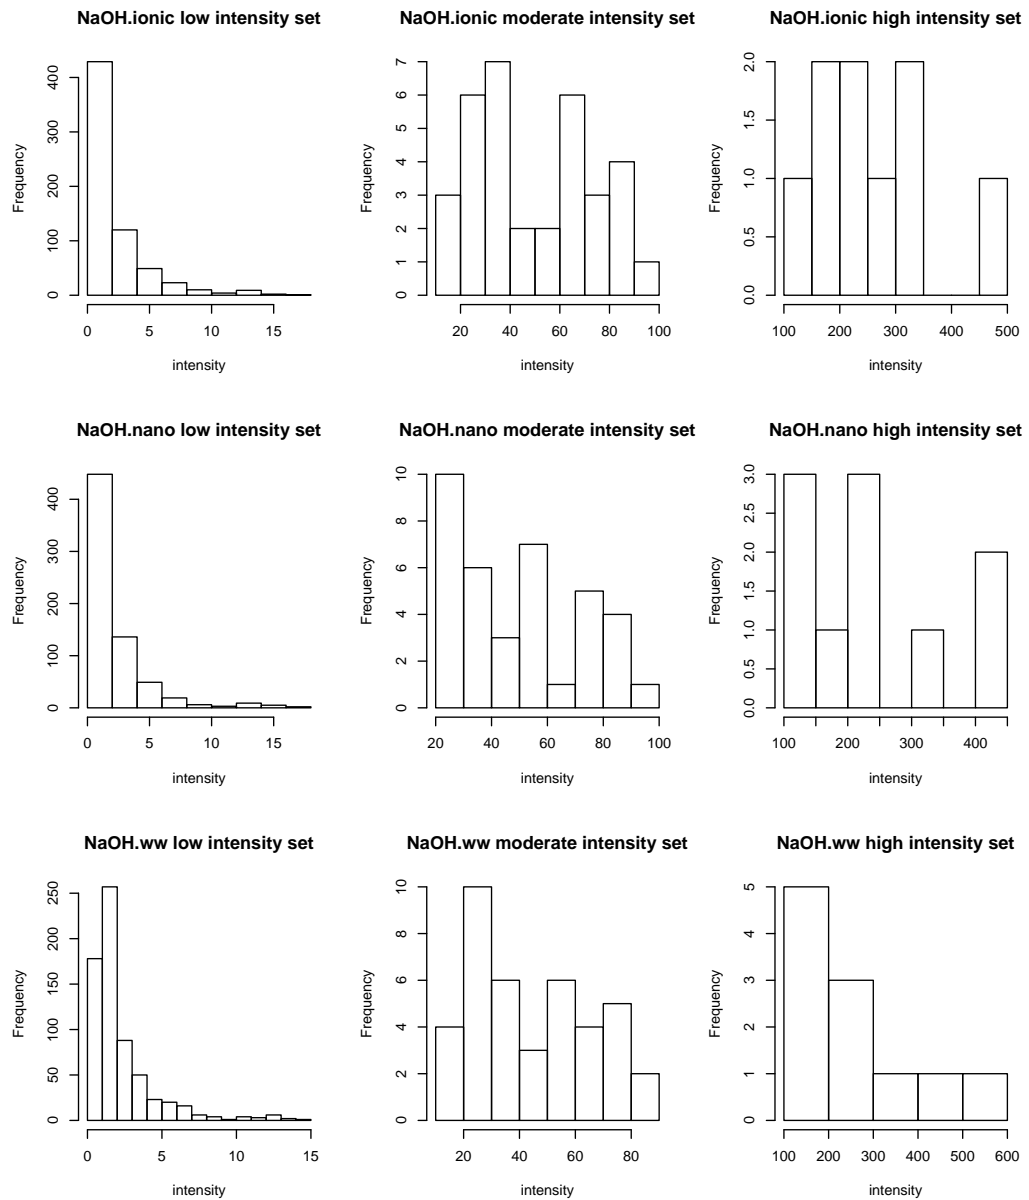 NaOH.ionic low intensity set
Frequency
0 100 200 300 400
0 5 10 15
intensity
NaOH.ionic moderate intensity set
Frequency
0 1 2 3 4 5 6 7
20 40 60 80 100
intensity
NaOH.ionic high intensity set
Frequency
0.0 0.5 1.0 1.5 2.0
100 200 300 400 500
intensity
NaOH.nano low intensity set
Frequency
0 100 200 300 400
0 5 10 15
intensity
NaOH.nano moderate intensity set
Frequency
0 2 4 6 8 10
20 40 60 80 100
intensity
NaOH.nano high intensity set
Frequency
0.0 0.5 1.0 1.5 2.0 2.5 3.0
100 200 300 400
intensity
NaOH.ww low intensity set
Frequency
0 50 100 150 200 250
0 5 10 15
intensity
NaOH.ww moderate intensity set
Frequency
0 2 4 6 8 10
20 40 60 80
intensity
NaOH.ww high intensity set
Frequency
0 1 2 3 4 5
100 200 300 400 500 600
intensity